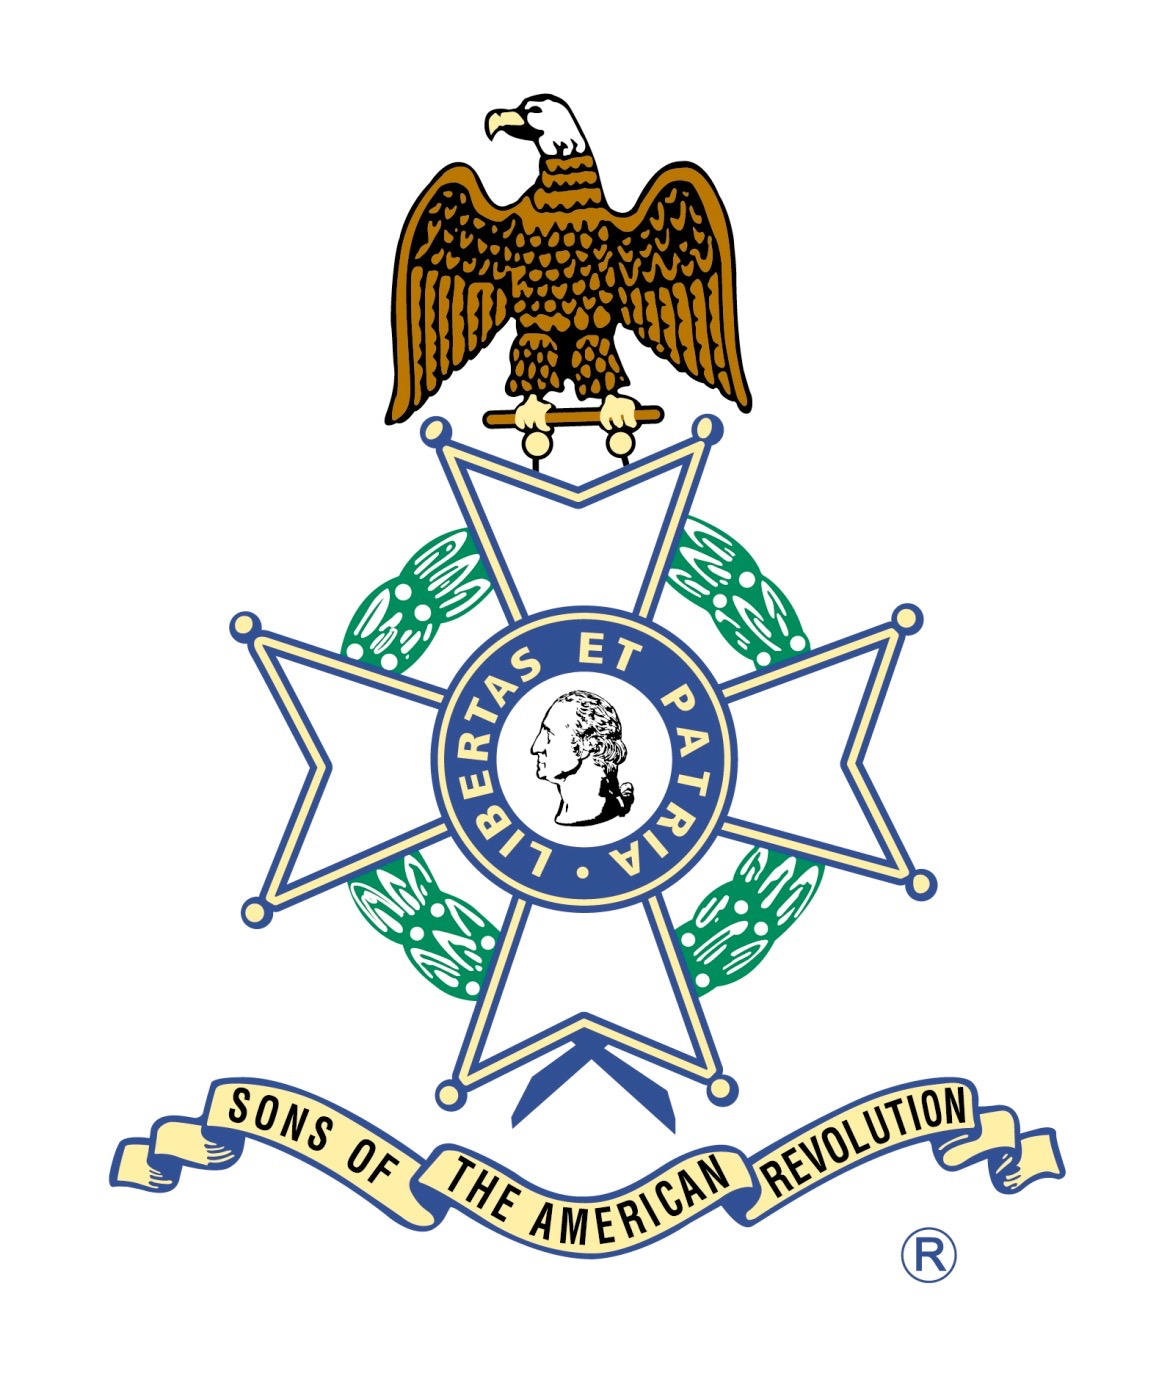 LIBERTAS ET PATRIA ·
SONS OF THE AMERICAN REVOLUTION
®